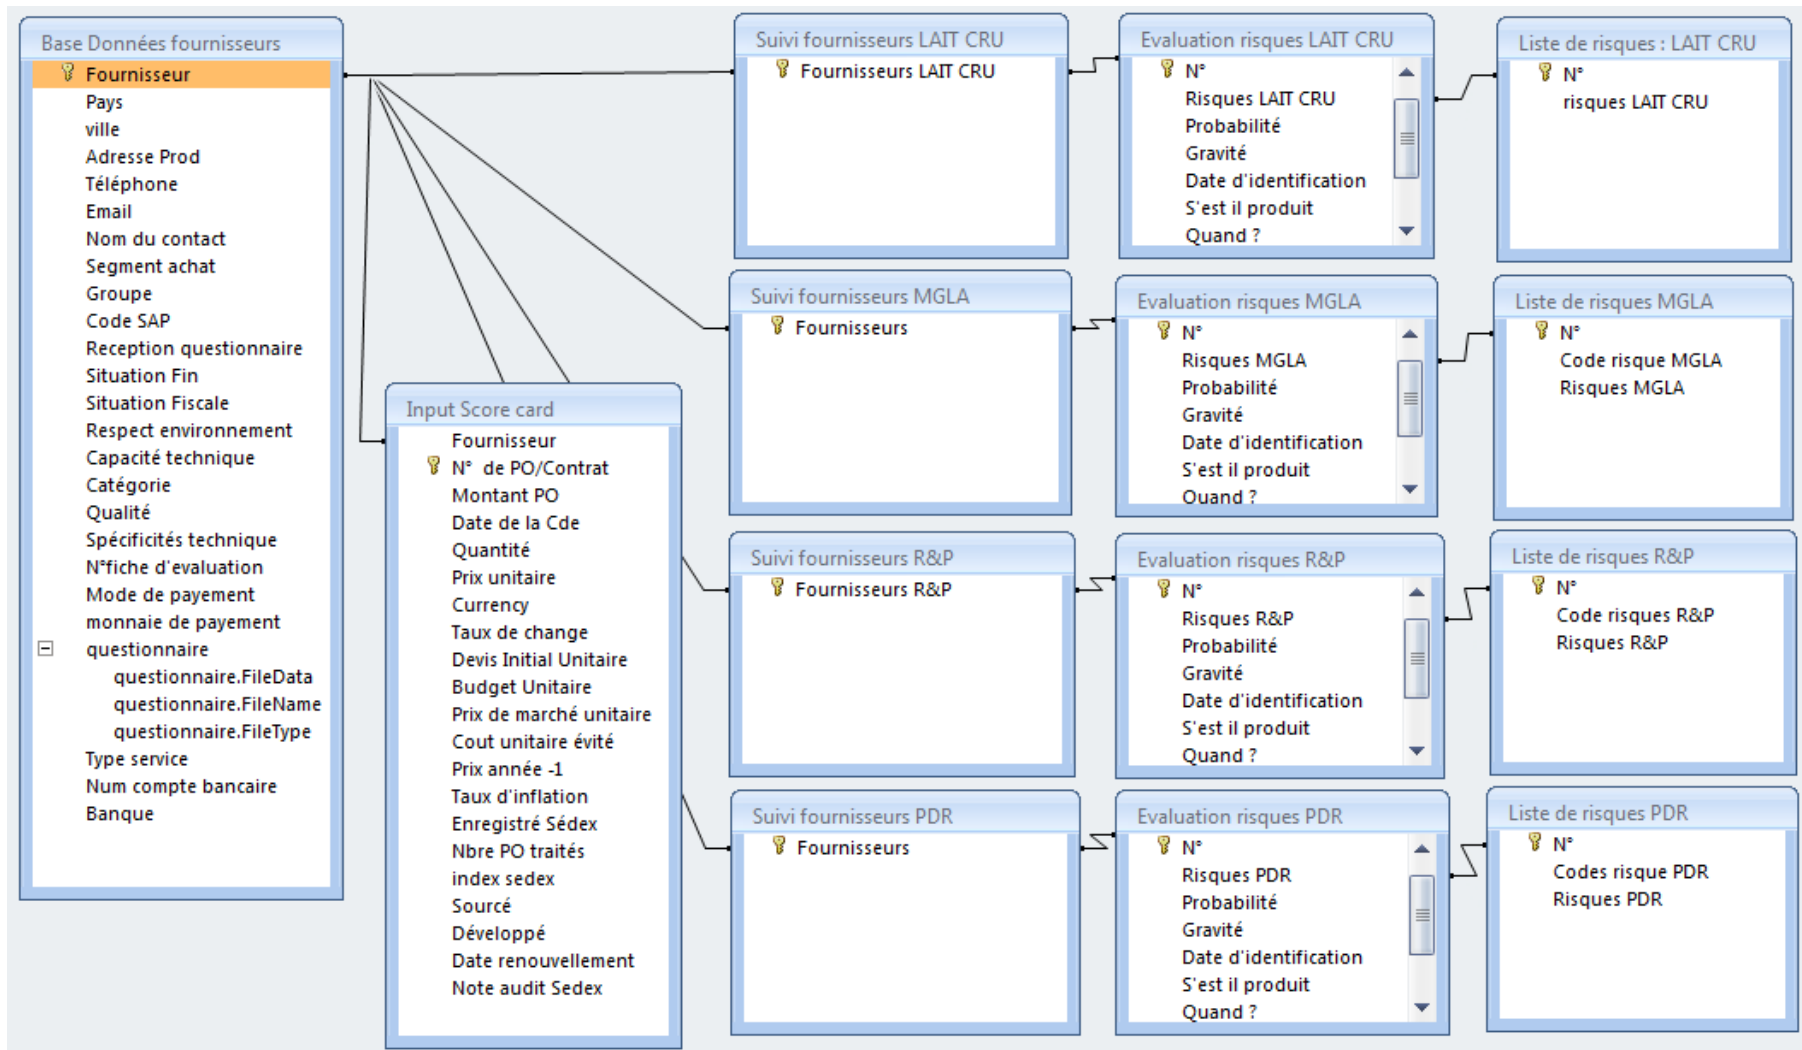 Base Données fournisseurs
Fournisseur
Pays
ville
Adresse Prod
Téléphone
Email
Nom du contact
Segment achat
Groupe
Code SAP
Reception questionnaire
Situation Fin
Situation Fiscale
Respect environnement
Capacité technique
Catégorie
Qualité
Spécificités technique
N°fiche d'evaluation
Mode de payement
monnaie de payement
questionnaire
questionnaire.FileData
questionnaire.FileName
questionnaire.FileType
Type service
Num compte bancaire
Banque
Input Score card
Fournisseur
N° de PO/Contrat
Montant PO
Date de la Cde
Quantité
Prix unitaire
Currency
Taux de change
Devis Initial Unitaire
Budget Unitaire
Prix de marché unitaire
Cout unitaire évité
Prix année -1
Taux d'inflation
Enregistré Sédex
Nbre PO traités
index sedex
Sourcé
Développé
Date renouvellement
Note audit Sedex
Suivi fournisseurs LAIT CRU
Fournisseurs LAIT CRU
Evaluation risques LAIT CRU
N°
Risques LAIT CRU
Probabilité
Gravité
Date d'identification
S'est il produit
Quand ?
Liste de risques : LAIT CRU
N°
risques LAIT CRU
Suivi fournisseurs MGLA
Fournisseurs
Evaluation risques MGLA
N°
Risques MGLA
Probabilité
Gravité
Date d'identification
S'est il produit
Quand ?
Liste de risques MGLA
N°
Code risque MGLA
Risques MGLA
Suivi fournisseurs R&P
Fournisseurs R&P
Evaluation risques R&P
N°
Risques R&P
Probabilité
Gravité
Date d'identification
S'est il produit
Quand ?
Liste de risques R&P
N°
Code risques R&P
Risques R&P
Suivi fournisseurs PDR
Fournisseurs
Evaluation risques PDR
N°
Risques PDR
Probabilité
Gravité
Date d'identification
S'est il produit
Quand ?
Liste de risques PDR
N°
Codes risque PDR
Risques PDR